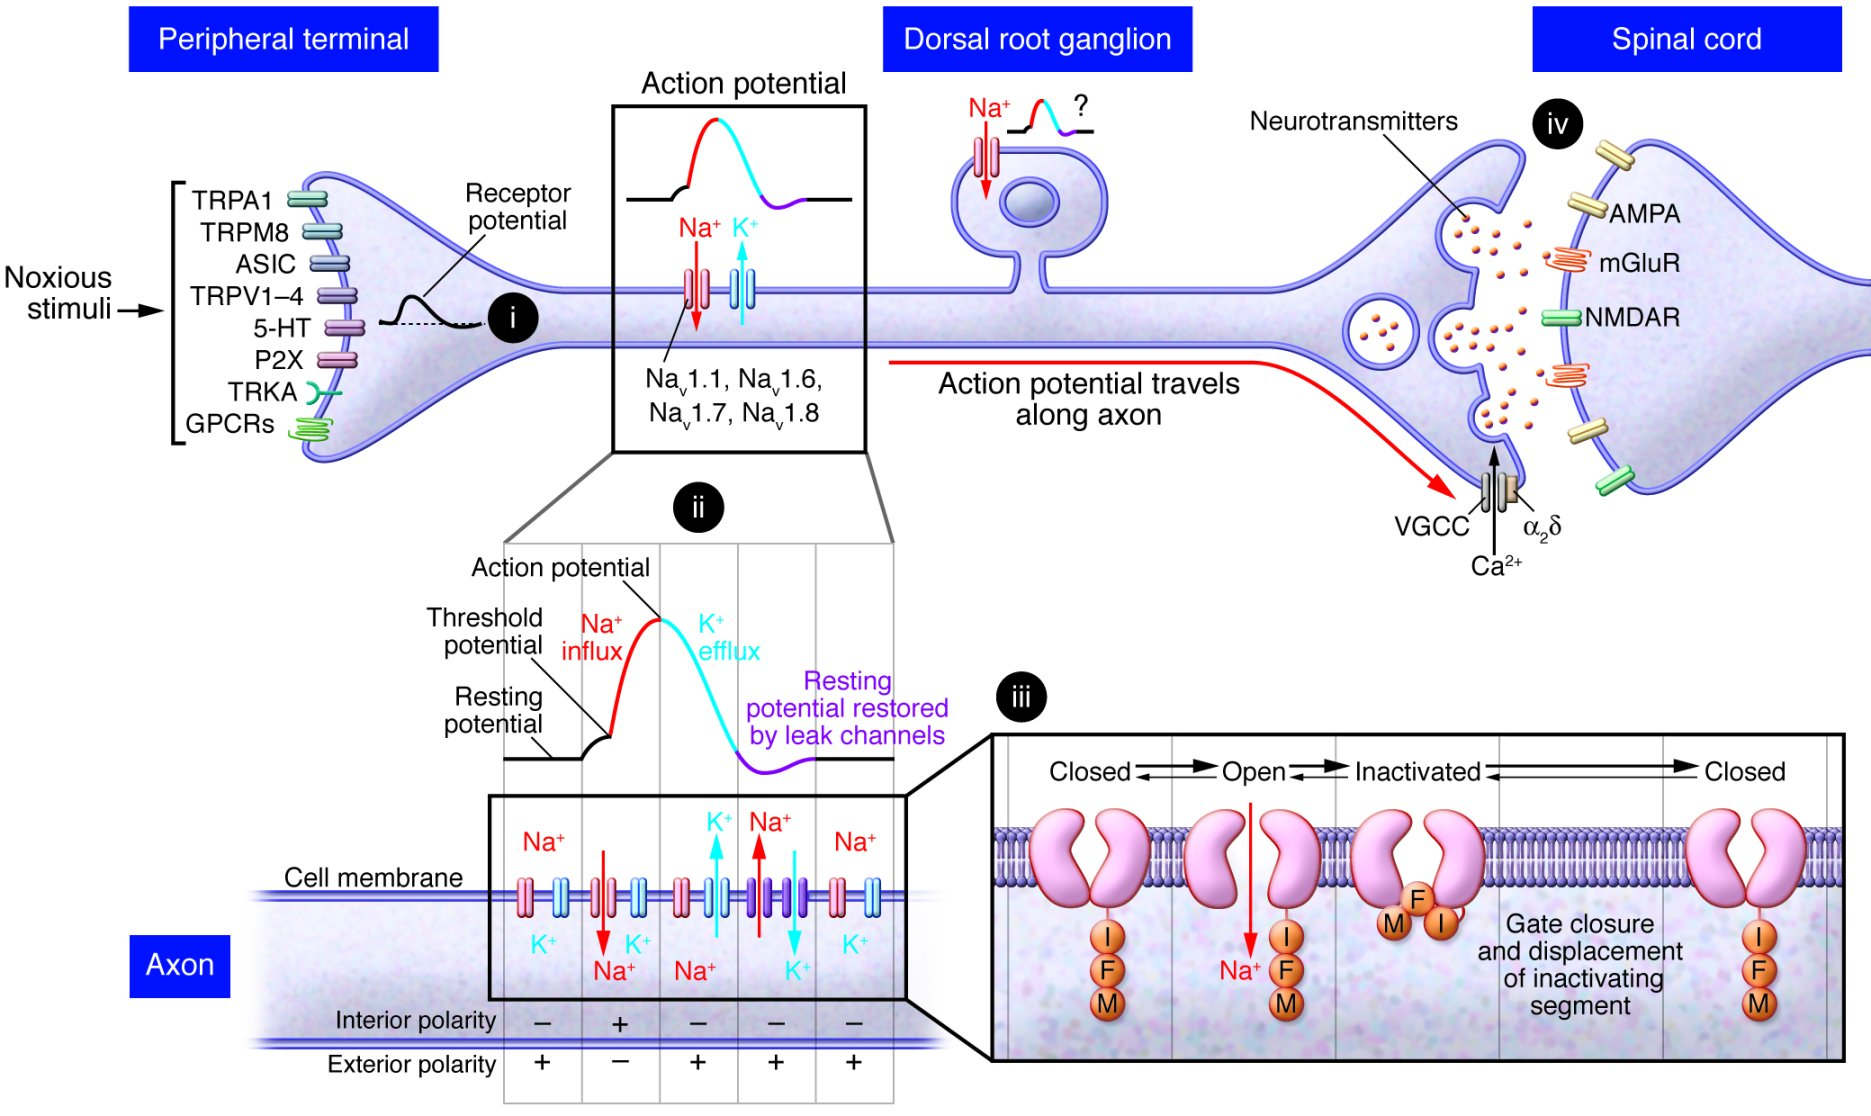 Peripheral terminal
Dorsal root ganglion
Spinal cord
Action potential
Na⁺
?
Neurotransmitters
iv
Noxious
stimuli
TRPA1
TRPM8
ASIC
TRPV1–4
5-HT
P2X
TRKA
GPCRs
Receptor
potential
i
Na⁺
K⁺
Naᵥ1.1, Naᵥ1.6,
Naᵥ1.7, Naᵥ1.8
Action potential travels
along axon
AMPA
mGluR
NMDAR
VGCC
α₂δ
Ca²⁺
ii
Action potential
Threshold
potential
Resting
potential
Na⁺
influx
K⁺
efflux
Resting
potential restored
by leak channels
Cell membrane
Na⁺
K⁺
Na⁺
Na⁺
K⁺
K⁺
Na⁺
Na⁺
K⁺
K⁺
Axon
Interior polarity – + – – –
Exterior polarity + – + + +
iii
Closed
Open
Inactivated
Closed
Na⁺
I
F
M
I
F
M
M
F
I
Gate closure
and displacement
of inactivating
segment
I
F
M